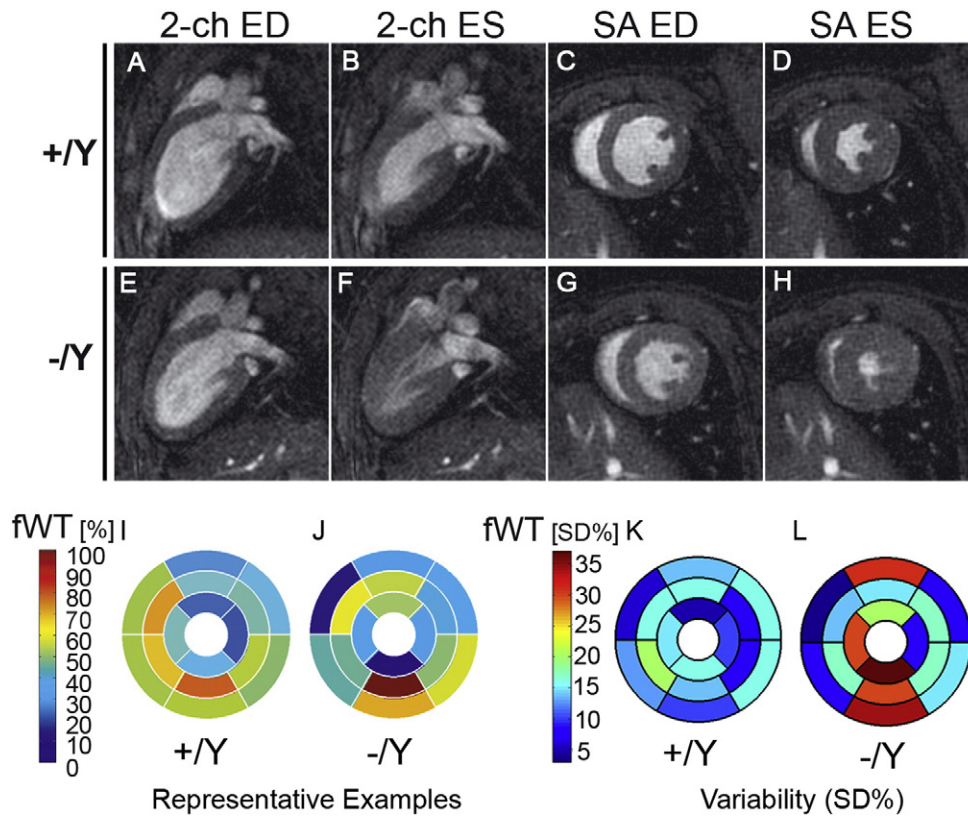 2-ch ED 2-ch ES SA ED SA ES
A B C D
+/Y
E F G H
-/Y
fWT [%] I J fWT [SD%] K L
100
90
80
70
60
50
40
30
20
10
0
35
30
25
20
15
10
5
+/Y -/Y +/Y -/Y
Representative Examples Variability (SD%)